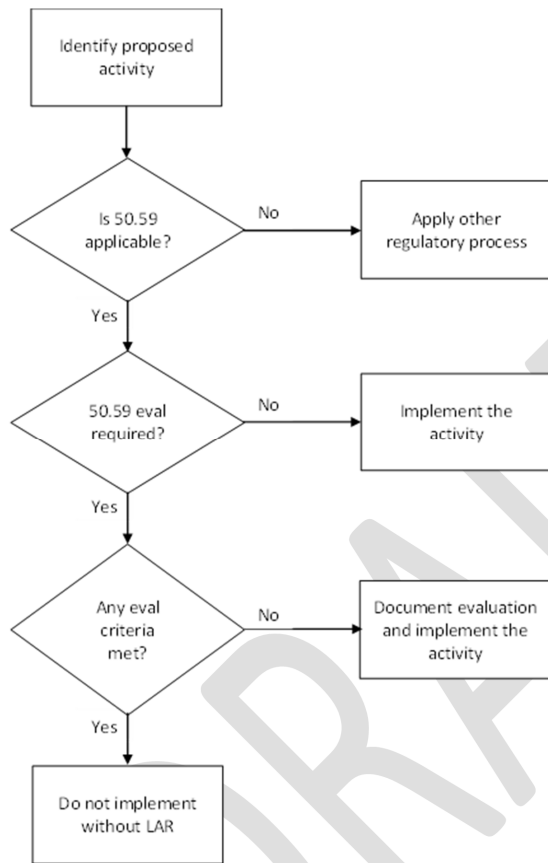 Identify proposed
activity
Is 50.59
applicable?
No
Apply other
regulatory process
Yes
50.59 eval
required?
No
Implement the
activity
Yes
Any eval
criteria
met?
No
Document evaluation
and implement the
activity
Yes
Do not implement
without LAR